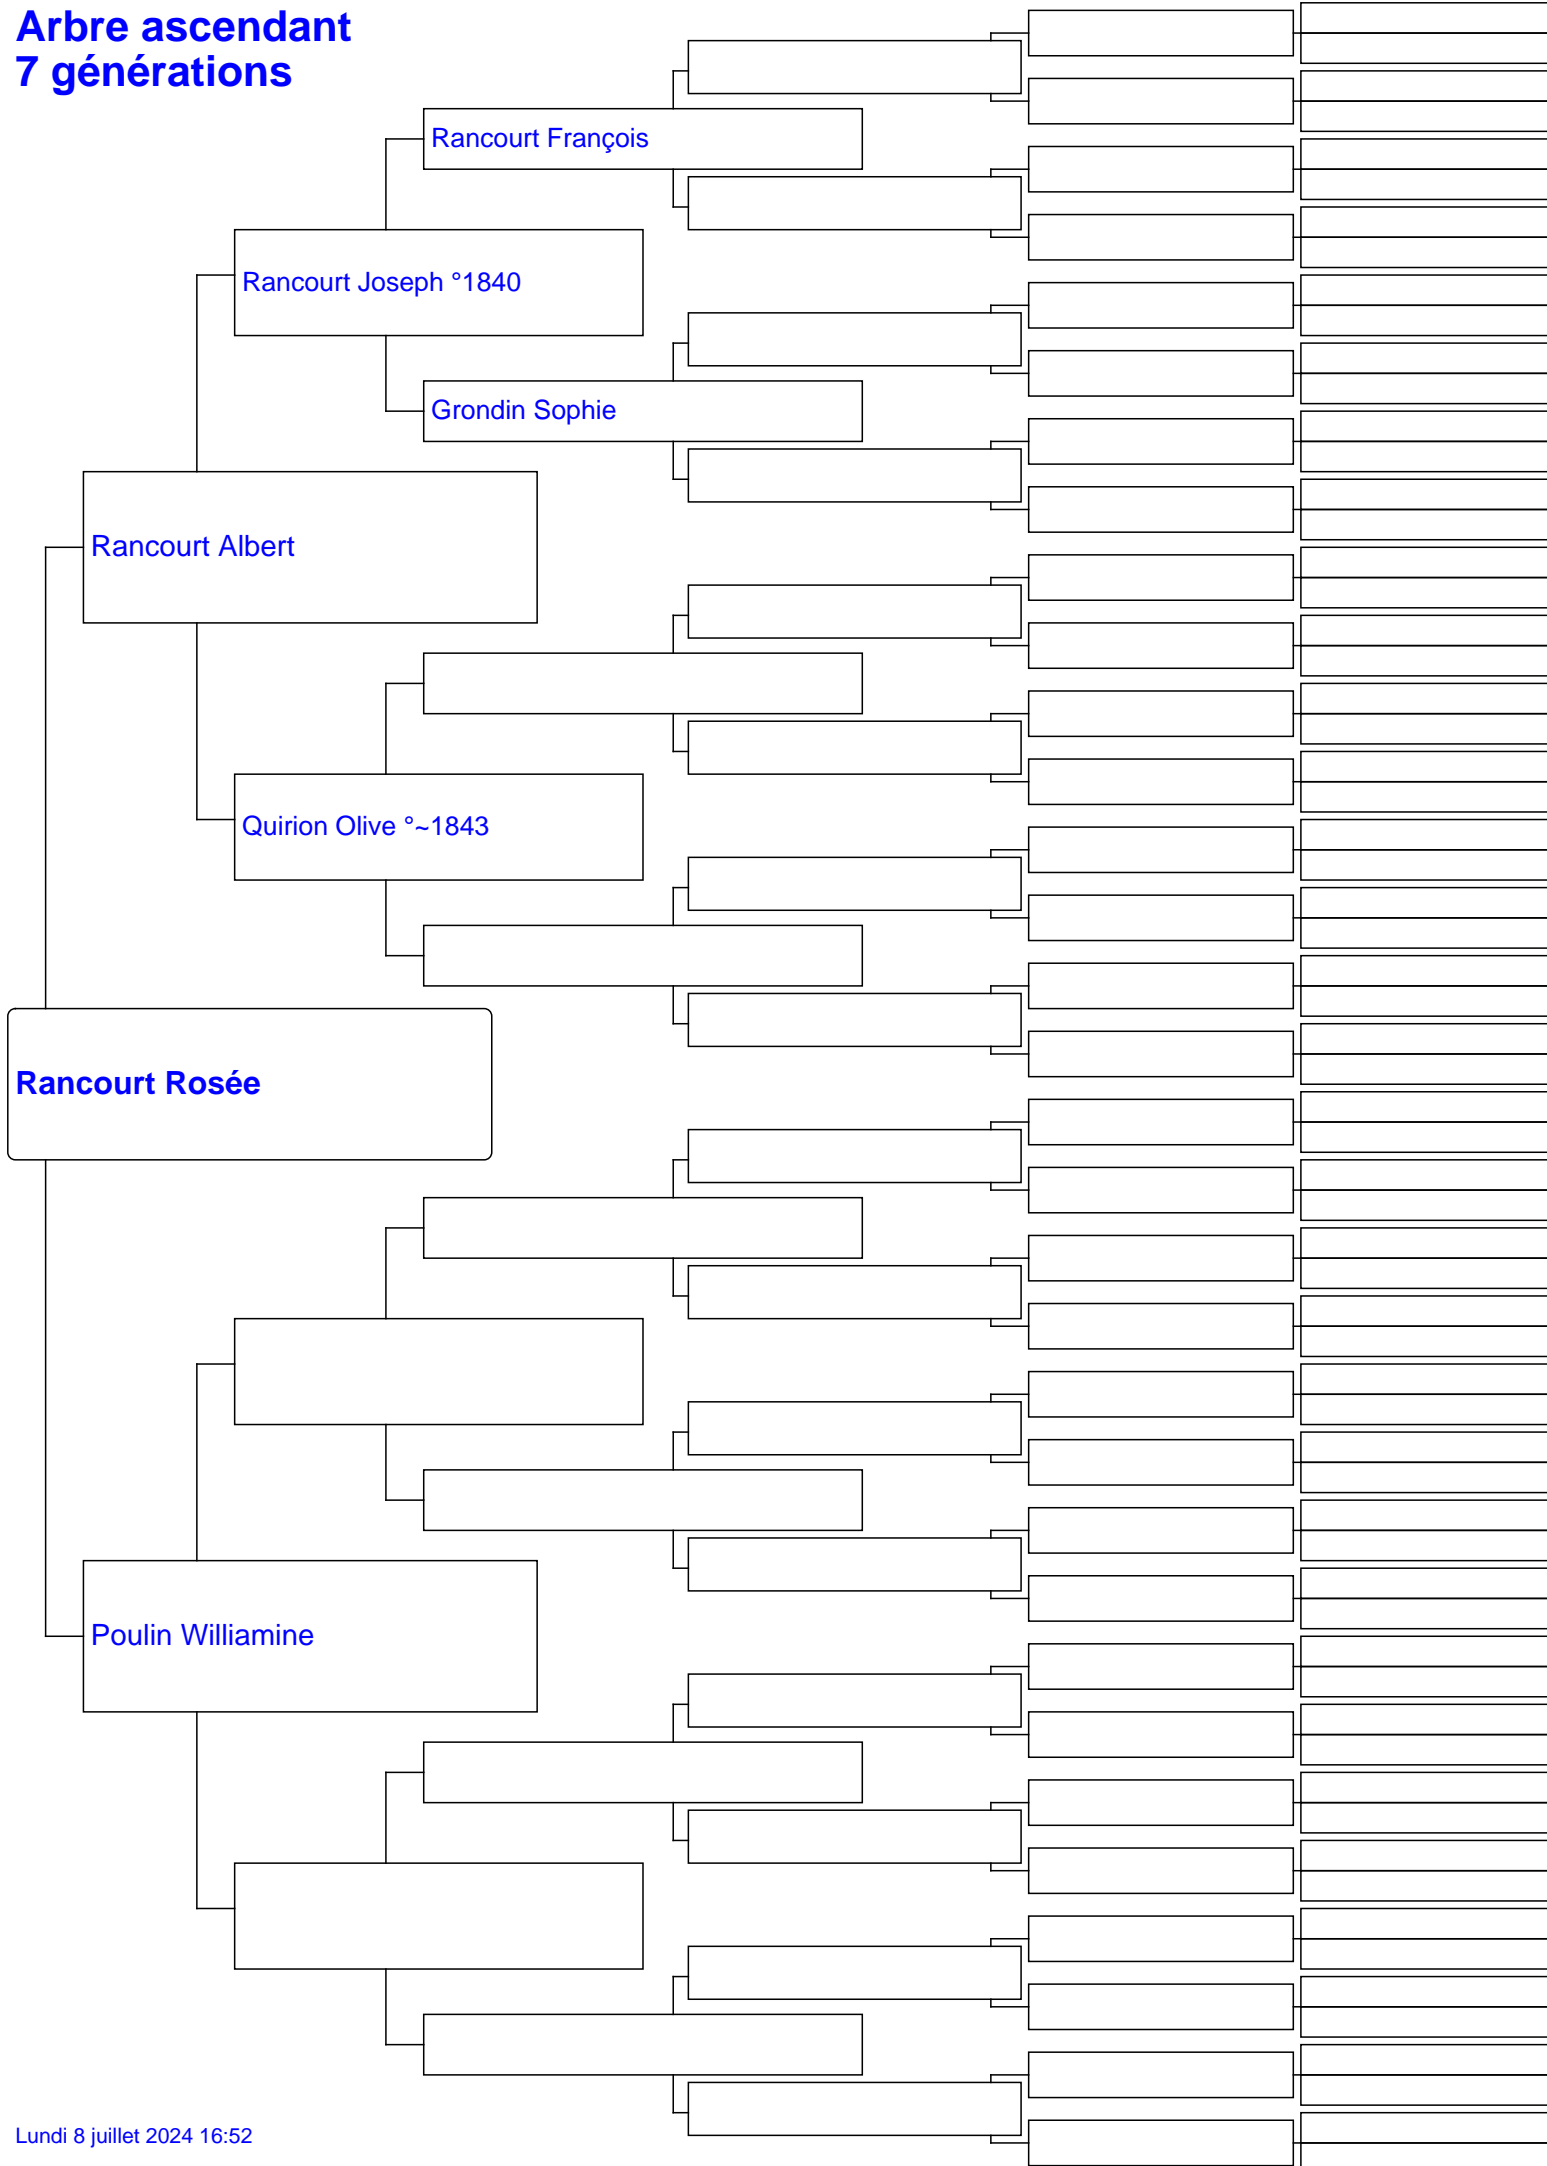 Arbre ascendant
7 générations
Rancourt François
Rancourt Joseph °1840
Grondin Sophie
Rancourt Albert
Quirion Olive °~1843
Rancourt Rosée
Poulin Williamine
Lundi 8 juillet 2024 16:52